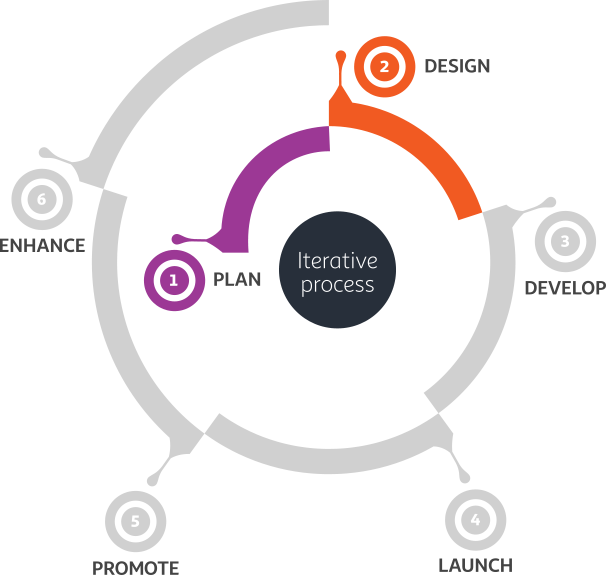 2
DESIGN
6
ENHANCE
1
PLAN
Iterative
process
3
DEVELOP
5
PROMOTE
4
LAUNCH